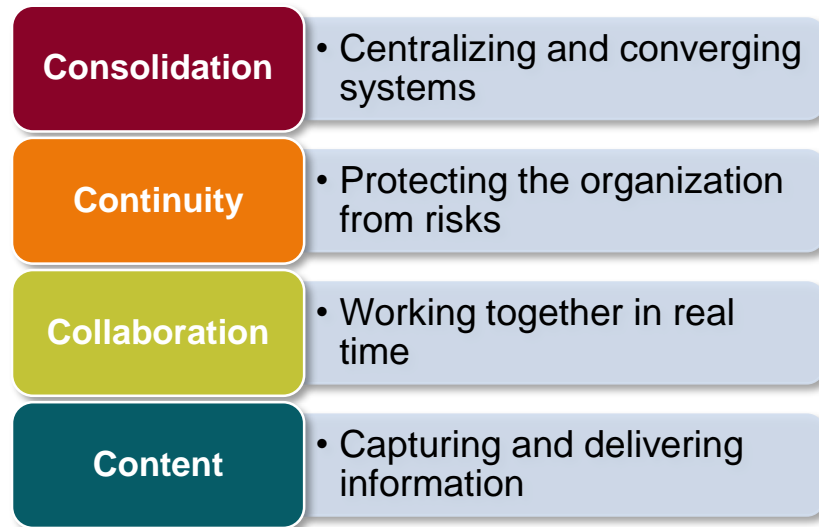 Consolidation
• Centralizing and converging
systems
Continuity
• Protecting the organization
from risks
Collaboration
• Working together in real
time
Content
• Capturing and delivering
information